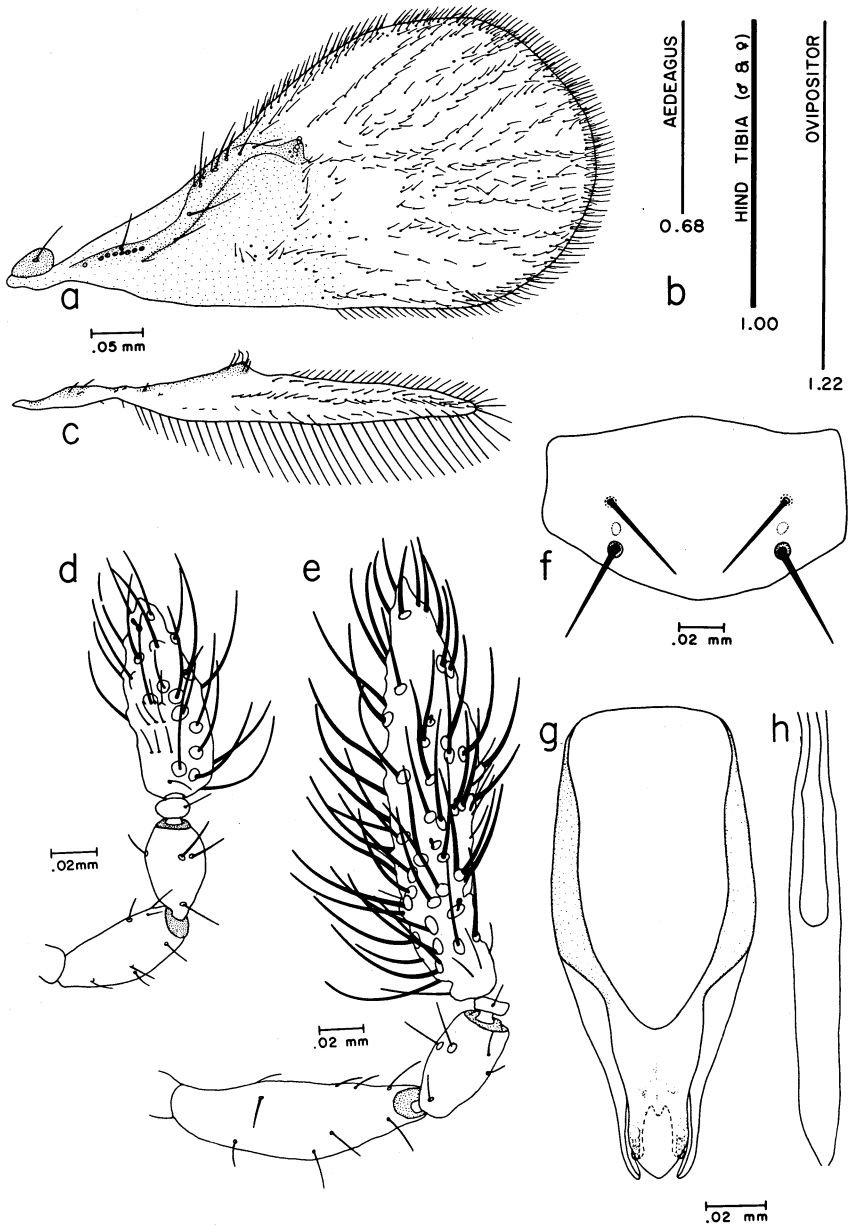 a
.05 mm
AEDEAGUS
0.68
HIND TIBIA (♂ & ♀)
1.00
OVIPOSITOR
1.22
b
c
d
.02mm
e
.02 mm
f
.02 mm
g
.02 mm
h